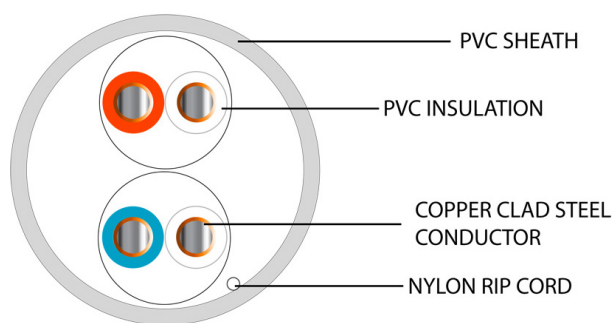 PVC SHEATH
PVC INSULATION
COPPER CLAD STEEL
CONDUCTOR
NYLON RIP CORD